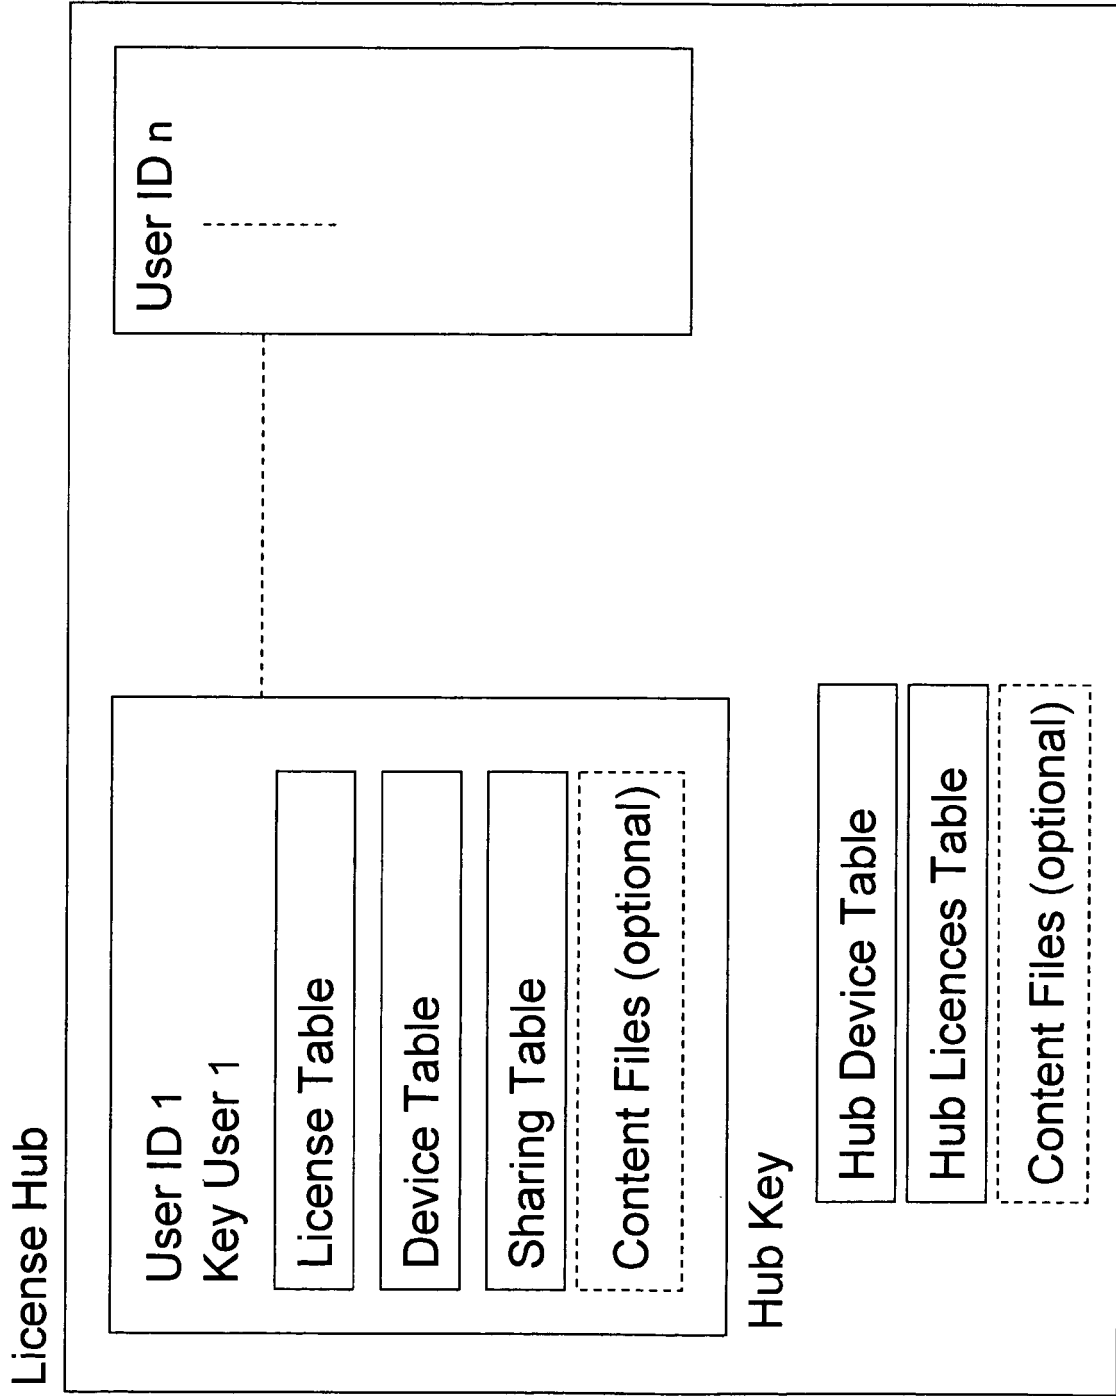 License Hub
User ID 1
Key User 1
License Table
Device Table
Sharing Table
Content Files (optional)
User ID n
Hub Key
Hub Device Table
Hub Licences Table
Content Files (optional)